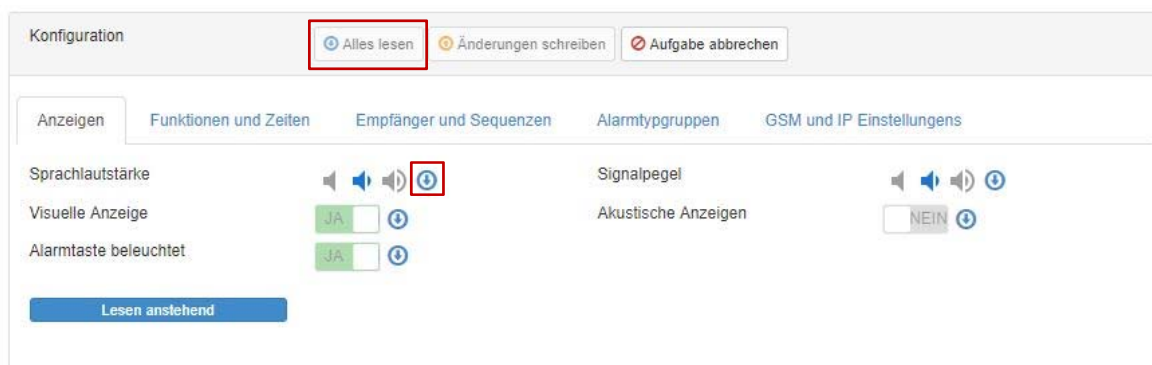 Konfiguration
Alles lesen
Änderungen schreiben
Aufgabe abbrechen
Anzeigen
Funktionen und Zeiten
Empfänger und Sequenzen
Alarmtypgruppen
GSM und IP Einstellungens
Sprachlautstärke
Signalpegel
Visuelle Anzeige
JA
Akustische Anzeigen
NEIN
Alarmtaste beleuchtet
JA
Lesen anstehend